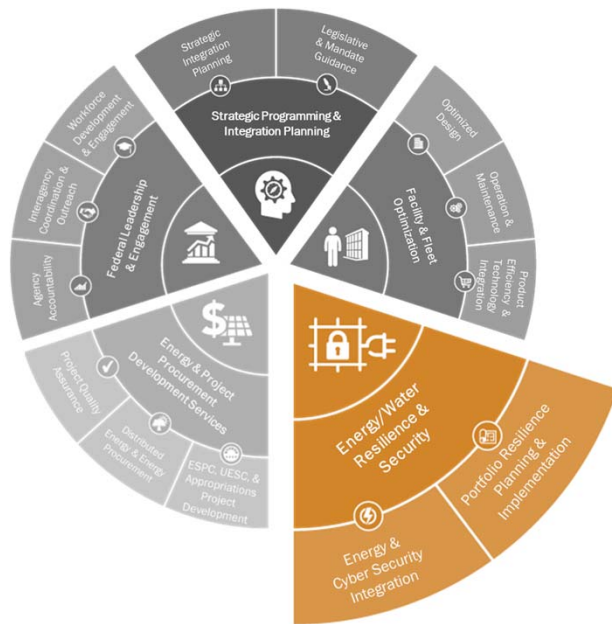 Strategic
Integration
Planning
Legislative
& Mandate
Guidance
Strategic Programming &
Integration Planning
Optimized
Design
Operation &
Maintenance
Product
Efficiency &
Technology
Integration
Facility & Fleet
Optimization
Workforce
Development
& Engagement
Interagency
Coordination &
Outreach
Agency
Accountability
Federal Leadership
& Engagement
Energy & Project
Procurement
Development Services
Project Quality
Assurance
Distributed
Energy & Energy
Procurement
ESPC, UESC, &
Appropriations
Project
Development
Energy/Water
Resilience &
Security
Portfolio Resilience
Planning &
Implementation
Energy &
Cyber Security
Integration